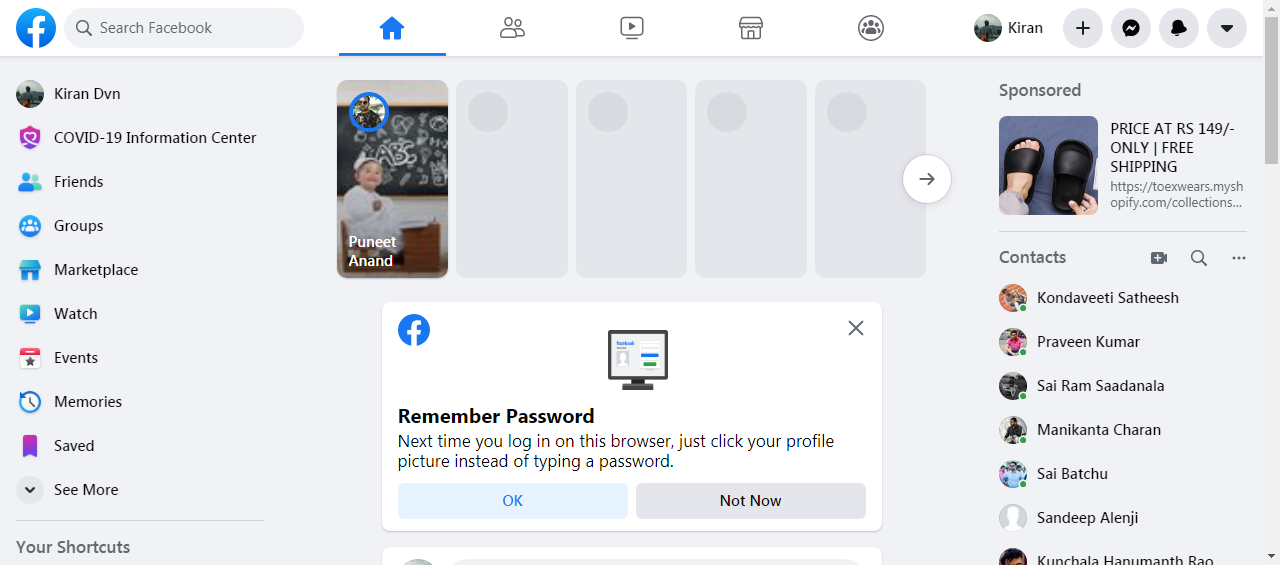 Search Facebook
Kiran
Kiran Dvn
COVID-19 Information Center
Friends
Groups
Marketplace
Watch
Events
Memories
Saved
See More
Your Shortcuts
ABC
Puneet
Anand
facebook
Remember Password
Next time you log in on this browser, just click your profile
picture instead of typing a password.
OK
Not Now
Sponsored
PRICE AT RS 149/-
ONLY | FREE
SHIPPING
https://toexwears.mysh
opify.com/collections...
Contacts
Kondaveeti Satheesh
Praveen Kumar
Sai Ram Saadanala
Manikanta Charan
Sai Batchu
Sandeep Alenji
Kunchala Hanumanth Rao